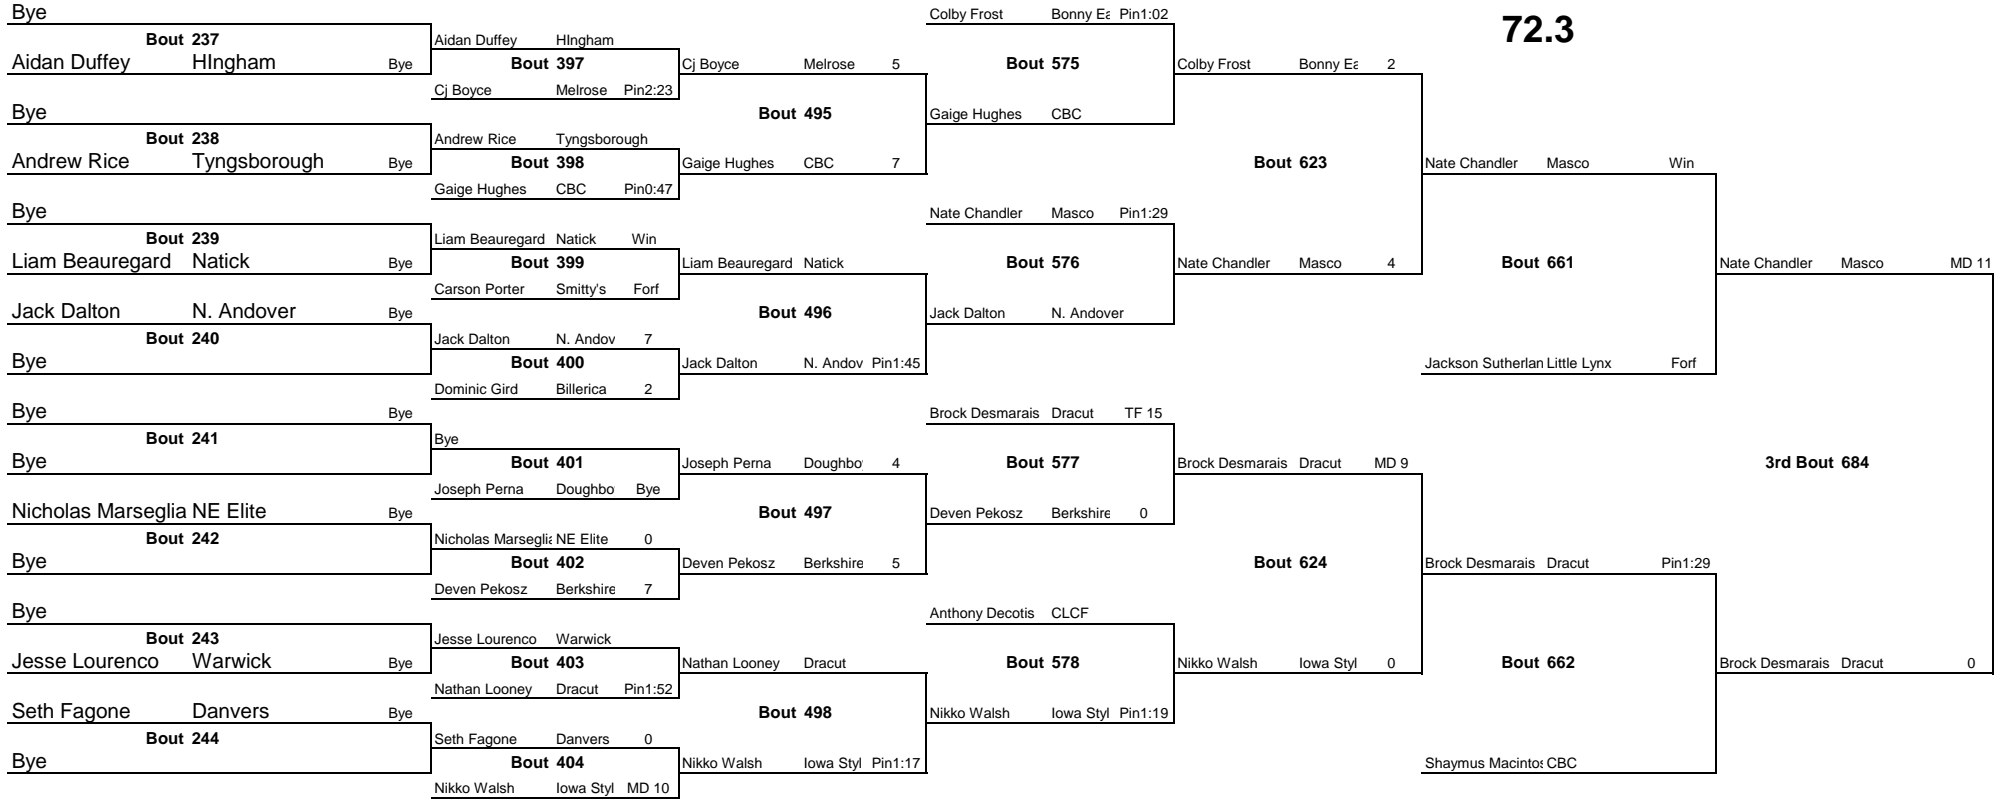 72.3
Bye
Bout 237
Aidan Duffey HIngham Bye
Bye
Bout 238
Andrew Rice Tyngsborough Bye
Bye
Bout 239
Liam Beauregard Natick Bye
Jack Dalton N. Andover Bye
Bout 240
Bye
Bye Bye
Bout 241
Bye
Nicholas Marseglia NE Elite Bye
Bout 242
Bye
Bye
Bout 243
Jesse Lourenco Warwick Bye
Seth Fagone Danvers Bye
Bout 244
Bye
Aidan Duffey HIngham
Bout 397
Cj Boyce Melrose Pin2:23
Andrew Rice Tyngsborough
Bout 398
Gaige Hughes CBC Pin0:47
Liam Beauregard Natick Win
Bout 399
Carson Porter Smitty's Forf
Jack Dalton N. Andov 7
Bout 400
Dominic Gird Billerica 2
Bye
Bout 401
Joseph Perna Doughbo Bye
Nicholas Marseglia NE Elite 0
Bout 402
Deven Pekosz Berkshire 7
Jesse Lourenco Warwick
Bout 403
Nathan Looney Dracut Pin1:52
Seth Fagone Danvers 0
Bout 404
Nikko Walsh Iowa Styl MD 10
Cj Boyce Melrose 5
Bout 495
Gaige Hughes CBC 7
Liam Beauregard Natick
Bout 496
Jack Dalton N. Andov Pin1:45
Joseph Perna Doughbo 4
Bout 497
Deven Pekosz Berkshire 5
Nathan Looney Dracut
Bout 498
Nikko Walsh Iowa Styl Pin1:17
Colby Frost Bonny Ea Pin1:02
Bout 575
Gaige Hughes CBC
Nate Chandler Masco Pin1:29
Bout 576
Jack Dalton N. Andover
Brock Desmarais Dracut TF 15
Bout 577
Deven Pekosz Berkshire 0
Anthony Decotis CLCF
Bout 578
Nikko Walsh Iowa Styl Pin1:19
Colby Frost Bonny Ea 2
Bout 623
Nate Chandler Masco 4
Brock Desmarais Dracut MD 9
Bout 624
Nikko Walsh Iowa Styl 0
Nate Chandler Masco Win
Bout 661
Jackson Sutherlan Little Lynx Forf
Brock Desmarais Dracut Pin1:29
Bout 662
Shaymus Macintos CBC
Nate Chandler Masco MD 11
3rd Bout 684
Brock Desmarais Dracut 0